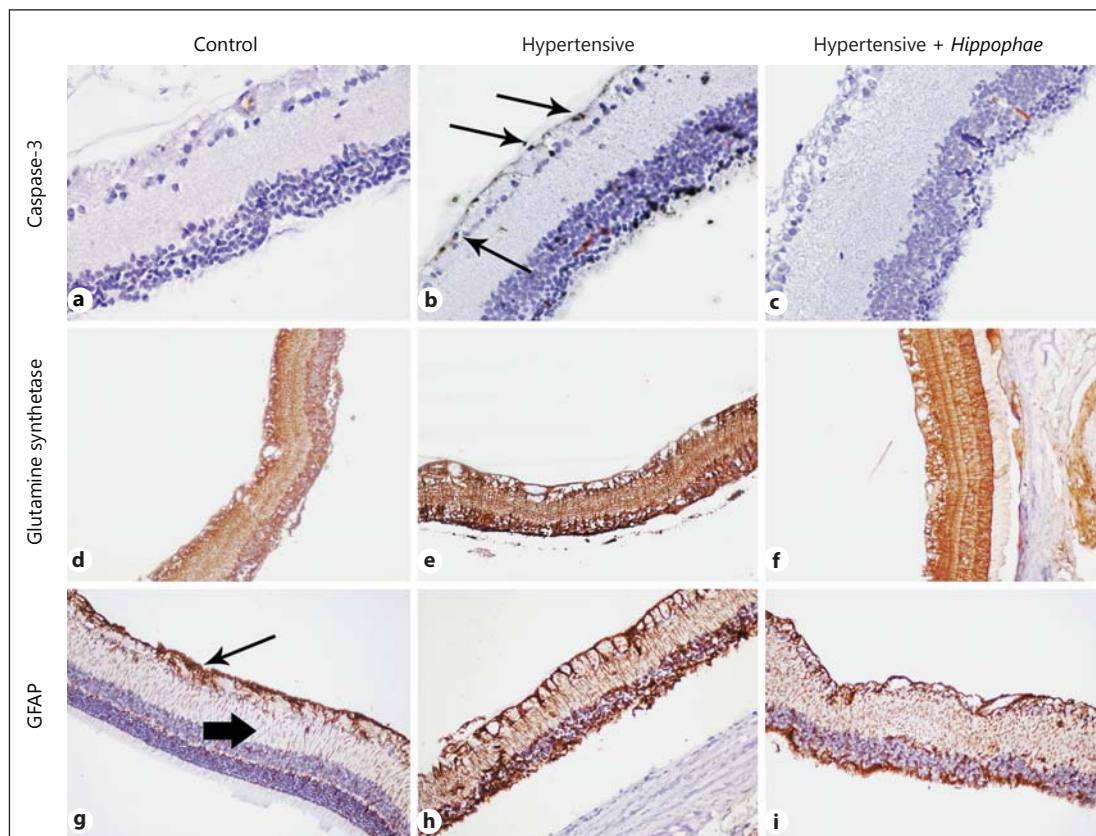 Control Hypertensive Hypertensive + Hippophae
Caspase-3
a b c
Glutamine synthetase
d e f
GFAP
g h i